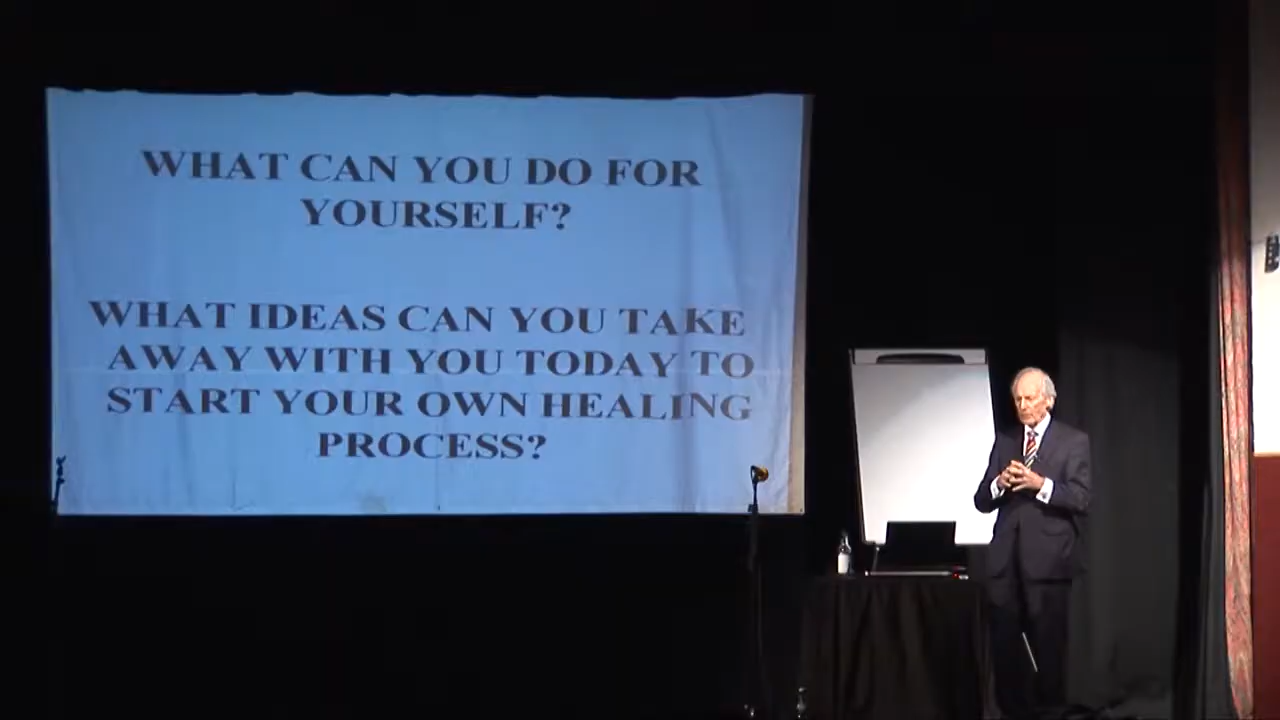 WHAT CAN YOU DO FOR
YOURSELF?
WHAT IDEAS CAN YOU TAKE
AWAY WITH YOU TODAY TO
START YOUR OWN HEALING
PROCESS?